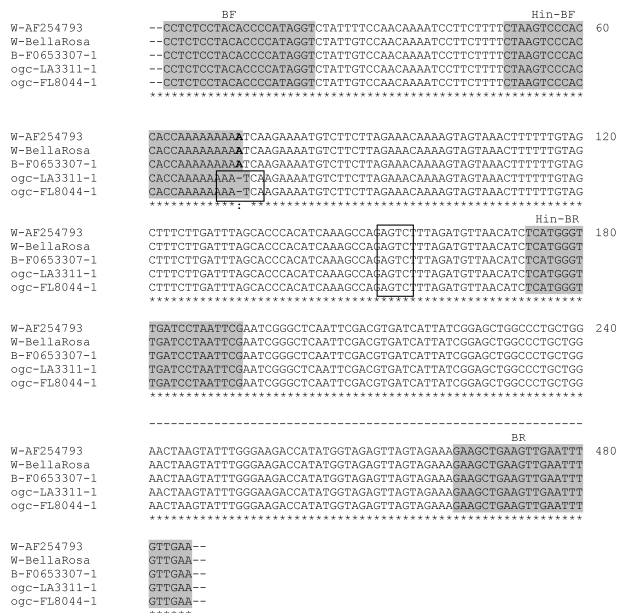 BF Hin-BF
W-AF254793 --CCTCTCCTACACCCCATAGGTCTATTTTCCAACAAAATCCTTCTTTTCTAAGTCCCAC 60
W-BellaRosa --CCTCTCCTACACCCCATAGGTCTATTGTCCAACAAAATCCTTCTTTTCTAAGTCCCAC
B-F0653307-1 --CCTCTCCTACACCCCATAGGTCTATTGTCCAACAAAATCCTTCTTTTCTAAGTCCCAC
ogc-LA3311-1 --CCTCTCCTACACCCCATAGGTCTATTGTCCAACAAAATCCTTCTTTTCTAAGTCCCAC
ogc-FL8044-1 --CCTCTCCTACACCCCATAGGTCTATTGTCCAACAAAATCCTTCTTTTCTAAGTCCCAC
************************************************************
W-AF254793 CACCAAAAAAAAATCAAGAAAATGTCTTCTTAGAAACAAAAGTAGTAAACTTTTTTGTAG 120
W-BellaRosa CACCAAAAAAAAATCAAGAAAATGTCTTCTTAGAAACAAAAGTAGTAAACTTTTTTGTAG
B-F0653307-1 CACCAAAAAAAAATCAAGAAAATGTCTTCTTAGAAACAAAAGTAGTAAACTTTTTTGTAG
ogc-LA3311-1 CACCAAAAAAAA-TCAAGAAAATGTCTTCTTAGAAACAAAAGTAGTAAACTTTTTTGTAG
ogc-FL8044-1 CACCAAAAAAAA-TCAAGAAAATGTCTTCTTAGAAACAAAAGTAGTAAACTTTTTTGTAG
************:***********************************************
Hin-BR
W-AF254793 CTTTCTTGATTTAGCACCCACATCAAAGCCAGAGTCTTTAGATGTTAACATCTCATGGGT 180
W-BellaRosa CTTTCTTGATTTAGCACCCACATCAAAGCCAGAGTCTTTAGATGTTAACATCTCATGGGT
B-F0653307-1 CTTTCTTGATTTAGCACCCACATCAAAGCCAGAGTCTTTAGATGTTAACATCTCATGGGT
ogc-LA3311-1 CTTTCTTGATTTAGCACCCACATCAAAGCCAGAGTCTTTAGATGTTAACATCTCATGGGT
ogc-FL8044-1 CTTTCTTGATTTAGCACCCACATCAAAGCCAGAGTCTTTAGATGTTAACATCTCATGGGT
************************************************************
W-AF254793 TGATCCTAATTCGAATCGGGCTCAATTCGACGTGATCATTATCGGAGCTGGCCCTGCTGG 240
W-BellaRosa TGATCCTAATTCGAATCGGGCTCAATTCGACGTGATCATTATCGGAGCTGGCCCTGCTGG
B-F0653307-1 TGATCCTAATTCGAATCGGGCTCAATTCGACGTGATCATTATCGGAGCTGGCCCTGCTGG
ogc-LA3311-1 TGATCCTAATTCGAATCGGGCTCAATTCGACGTGATCATTATCGGAGCTGGCCCTGCTGG
ogc-FL8044-1 TGATCCTAATTCGAATCGGGCTCAATTCGACGTGATCATTATCGGAGCTGGCCCTGCTGG
************************************************************
------------------------------------------------------------
BR
W-AF254793 AACTAAGTATTTGGGAAGACCATATGGTAGAGTTAGTAGAAAGAAGCTGAAGTTGAATTT 480
W-BellaRosa AACTAAGTATTTGGGAAGACCATATGGTAGAGTTAGTAGAAAGAAGCTGAAGTTGAATTT
B-F0653307-1 AACTAAGTATTTGGGAAGACCATATGGTAGAGTTAGTAGAAAGAAGCTGAAGTTGAATTT
ogc-LA3311-1 AACTAAGTATTTGGGAAGACCATATGGTAGAGTTAGTAGAAAGAAGCTGAAGTTGAATTT
ogc-FL8044-1 AACTAAGTATTTGGGAAGACCATATGGTAGAGTTAGTAGAAAGAAGCTGAAGTTGAATTT
************************************************************
W-AF254793 GTTGAA--
W-BellaRosa GTTGAA--
B-F0653307-1 GTTGAA--
ogc-LA3311-1 GTTGAA--
ogc-FL8044-1 GTTGAA--
******